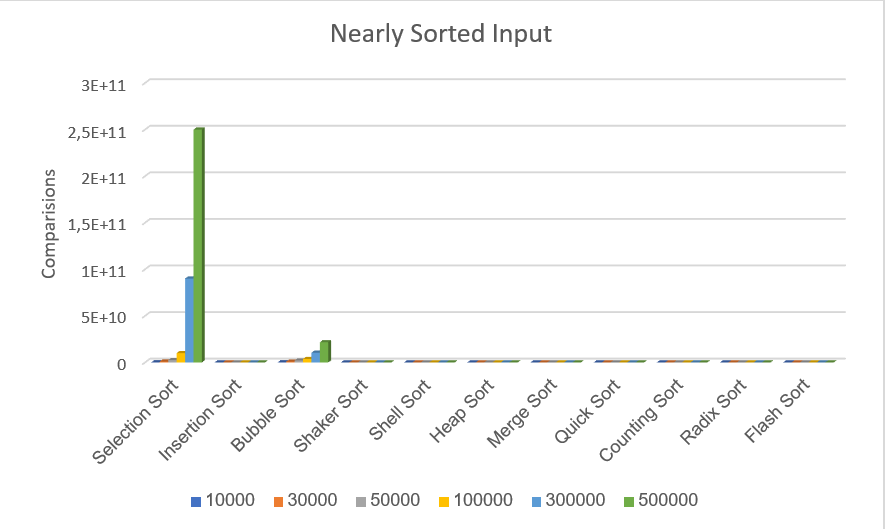 Nearly Sorted Input
Comparisions
3E+11
2,5E+11
2E+11
1,5E+11
1E+11
5E+10
0
Selection Sort
Insertion Sort
Bubble Sort
Shaker Sort
Shell Sort
Heap Sort
Merge Sort
Quick Sort
Counting Sort
Radix Sort
Flash Sort
10000 30000 50000 100000 300000 500000